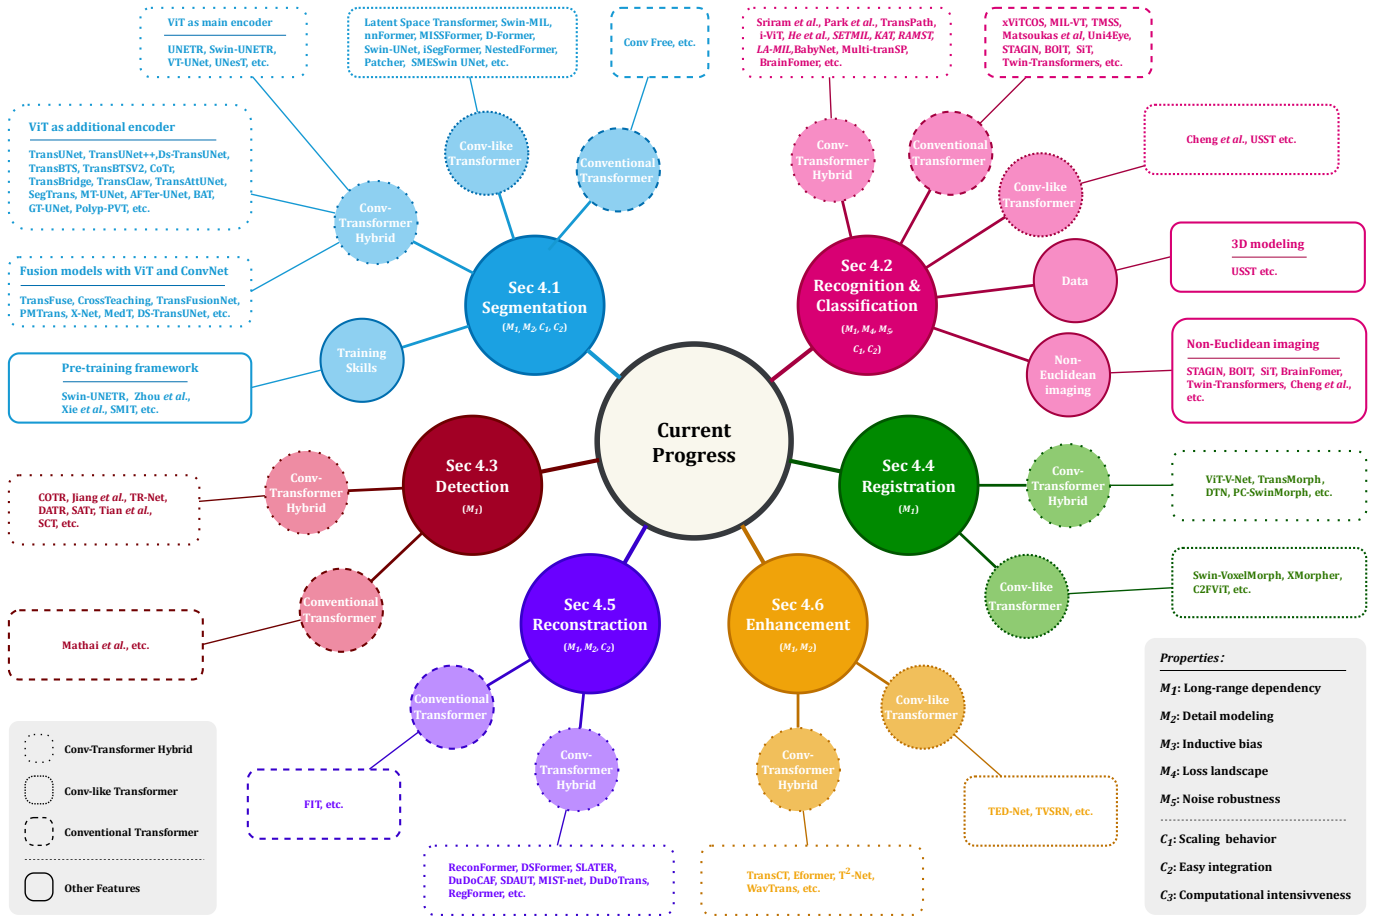 ViT as main encoder
UNETR, Swin-UNETR,
VT-UNet, UNesT, etc.
Latent Space Transformer, Swin-MIL,
nnFormer, MISSFormer, D-Former,
Swin-UNet, iSegFormer, NestedFormer,
Patcher, SMESwin UNet, etc.
Conv Free, etc.
Sriram et al., Park et al., TransPath,
i-ViT, He et al., SETMIL, KAT, RAMST,
LA-MIL,BabyNet, Multi-tranSP,
BrainFomer, etc.
xViTCOS, MIL-VT, TMSS,
Matsoukas et al, Uni4Eye,
STAGIN, BOlT, SiT,
Twin-Transformers, etc.
Cheng et al., USST etc.
ViT as additional encoder
TransUNet, TransUNet++,Ds-TransUNet,
TransBTS, TransBTSV2, CoTr,
TransBridge, TransClaw, TransAttUNet,
SegTrans, MT-UNet, AFTer-UNet, BAT,
GT-UNet, Polyp-PVT, etc.
Fusion models with ViT and ConvNet
TransFuse, CrossTeaching, TransFusionNet,
PMTrans, X-Net, MedT, DS-TransUNet, etc.
Pre-training framework
Swin-UNETR, Zhou et al.,
Xie et al., SMIT, etc.
Conv-
Transformer
Hybrid
Conv-like
Transformer
Conventional
Transformer
Training
Skills
Sec 4.1
Segmentation
(M1, M2, C1, C2)
Conv-
Transformer
Hybrid
Conventional
Transformer
Conv-like
Transformer
Data
Non-
Euclidean
imaging
Sec 4.2
Recognition &
Classification
(M1, M4, M5,
C1, C2)
3D modeling
USST etc.
Non-Euclidean imaging
STAGIN, BOlT, SiT, BrainFomer,
Twin-Transformers, Cheng et al.,
etc.
Current
Progress
Sec 4.3
Detection
(M1)
Conv-
Transformer
Hybrid
COTR, Jiang et al., TR-Net,
DATR, SATr, Tian et al.,
SCT, etc.
Conventional
Transformer
Mathai et al., etc.
Sec 4.4
Registration
(M1)
Conv-
Transformer
Hybrid
ViT-V-Net, TransMorph,
DTN, PC-SwinMorph, etc.
Conv-like
Transformer
Swin-VoxelMorph, XMorpher,
C2FViT, etc.
Sec 4.5
Reconstraction
(M1, M2, C2)
Conventional
Transformer
FIT, etc.
Conv-
Transformer
Hybrid
ReconFormer, DSFormer, SLATER,
DuDoCAF, SDAUT, MIST-net, DuDoTrans,
RegFormer, etc.
Sec 4.6
Enhancement
(M1, M2)
Conv-like
Transformer
TED-Net, TVSRN, etc.
Conv-
Transformer
Hybrid
TransCT, Eformer, T2-Net,
WavTrans, etc.
Conv-Transformer Hybrid
Conv-like Transformer
Conventional Transformer
Other Features
Properties:
M1: Long-range dependency
M2: Detail modeling
M3: Inductive bias
M4: Loss landscape
M5: Noise robustness
C1: Scaling behavior
C2: Easy integration
C3: Computational intensivveness